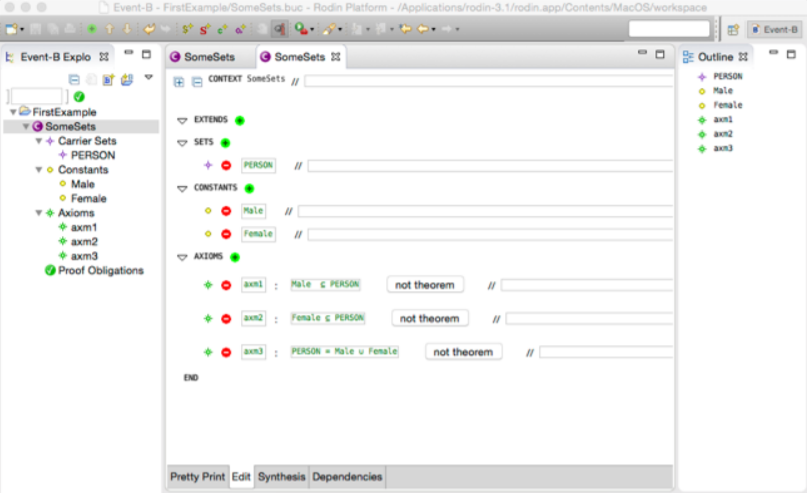 Event-B - FirstExample/SomeSets.buc - Rodin Platform - /Applications/rodin-3.1/rodin.app/Contents/MacOS/workspace
Event-B
Event-B Explo
FirstExample
SomeSets
Carrier Sets
PERSON
Constants
Male
Female
Axioms
axm1
axm2
axm3
Proof Obligations
SomeSets
SomeSets
CONTEXT SomeSets //
EXTENDS
SETS
PERSON //
CONSTANTS
Male //
Female //
AXIOMS
axm1 : Male ⊆ PERSON not theorem //
axm2 : Female ⊆ PERSON not theorem //
axm3 : PERSON = Male ∪ Female not theorem //
END
Pretty Print Edit Synthesis Dependencies
Outline
PERSON
Male
Female
axm1
axm2
axm3